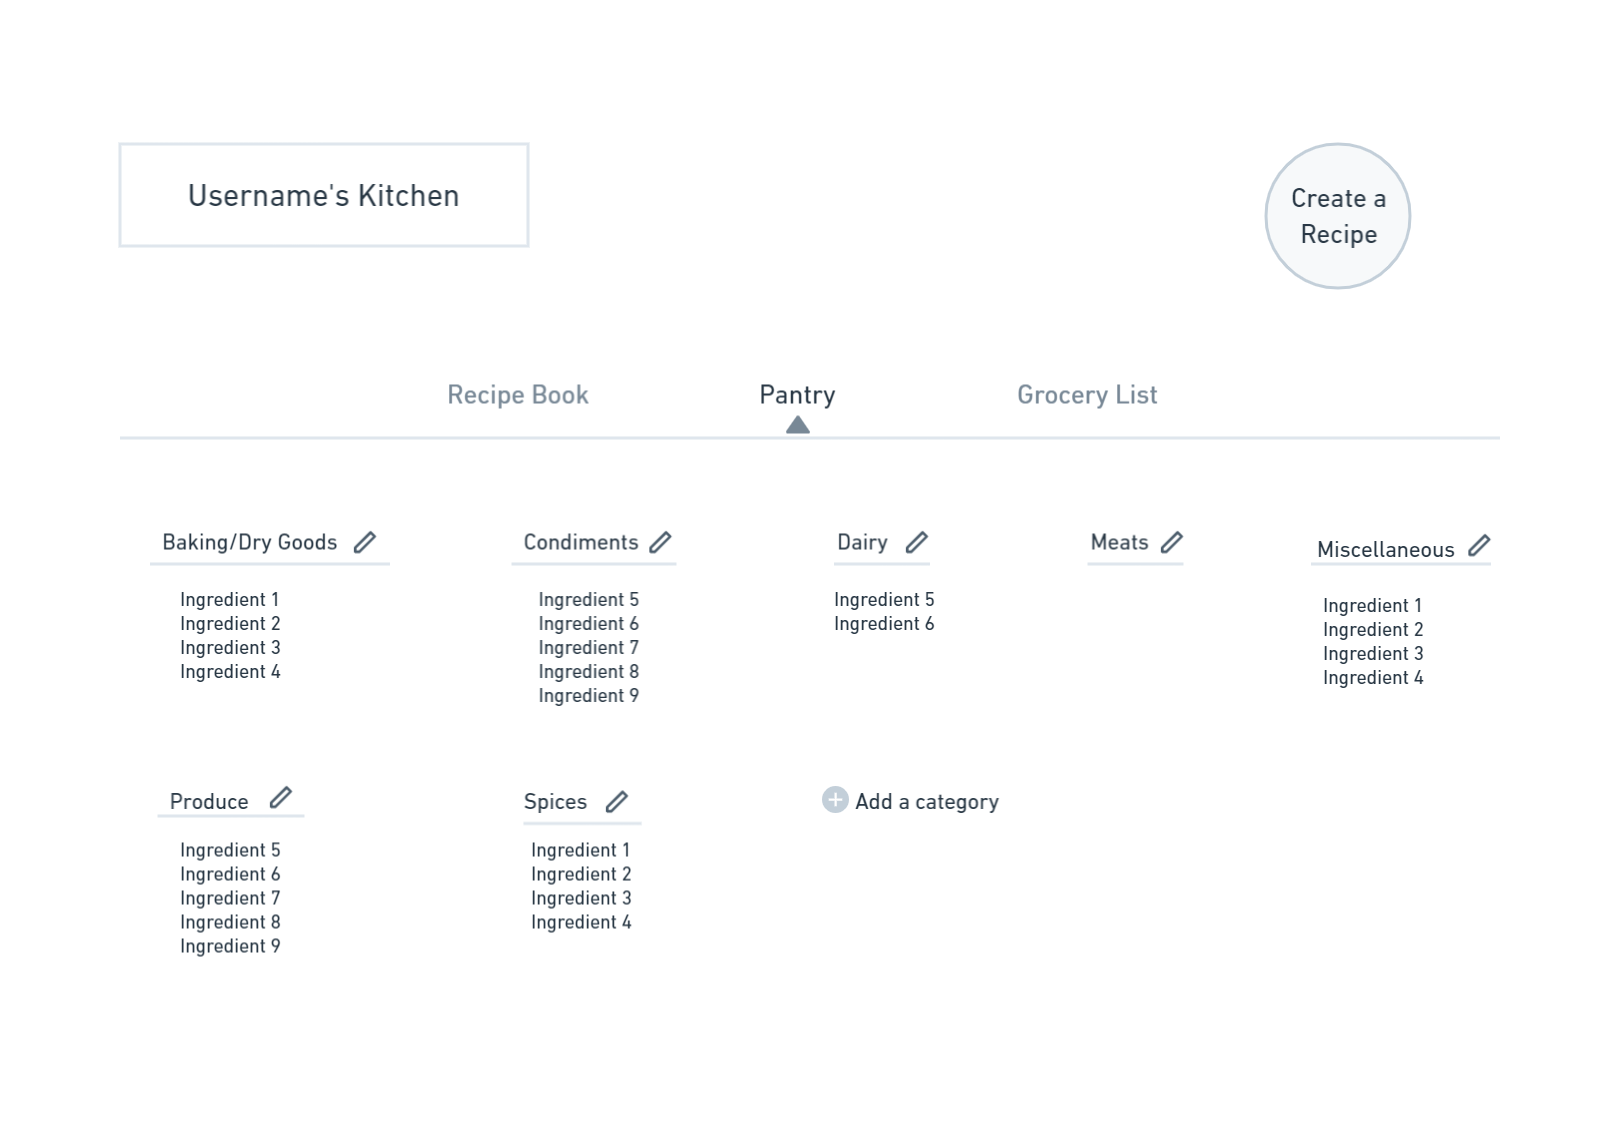 Username's Kitchen
Create a
Recipe
Recipe Book
Pantry
Grocery List
Baking/Dry Goods
Ingredient 1
Ingredient 2
Ingredient 3
Ingredient 4
Condiments
Ingredient 5
Ingredient 6
Ingredient 7
Ingredient 8
Ingredient 9
Dairy
Ingredient 5
Ingredient 6
Meats
Miscellaneous
Ingredient 1
Ingredient 2
Ingredient 3
Ingredient 4
Produce
Ingredient 5
Ingredient 6
Ingredient 7
Ingredient 8
Ingredient 9
Spices
Ingredient 1
Ingredient 2
Ingredient 3
Ingredient 4
Add a category